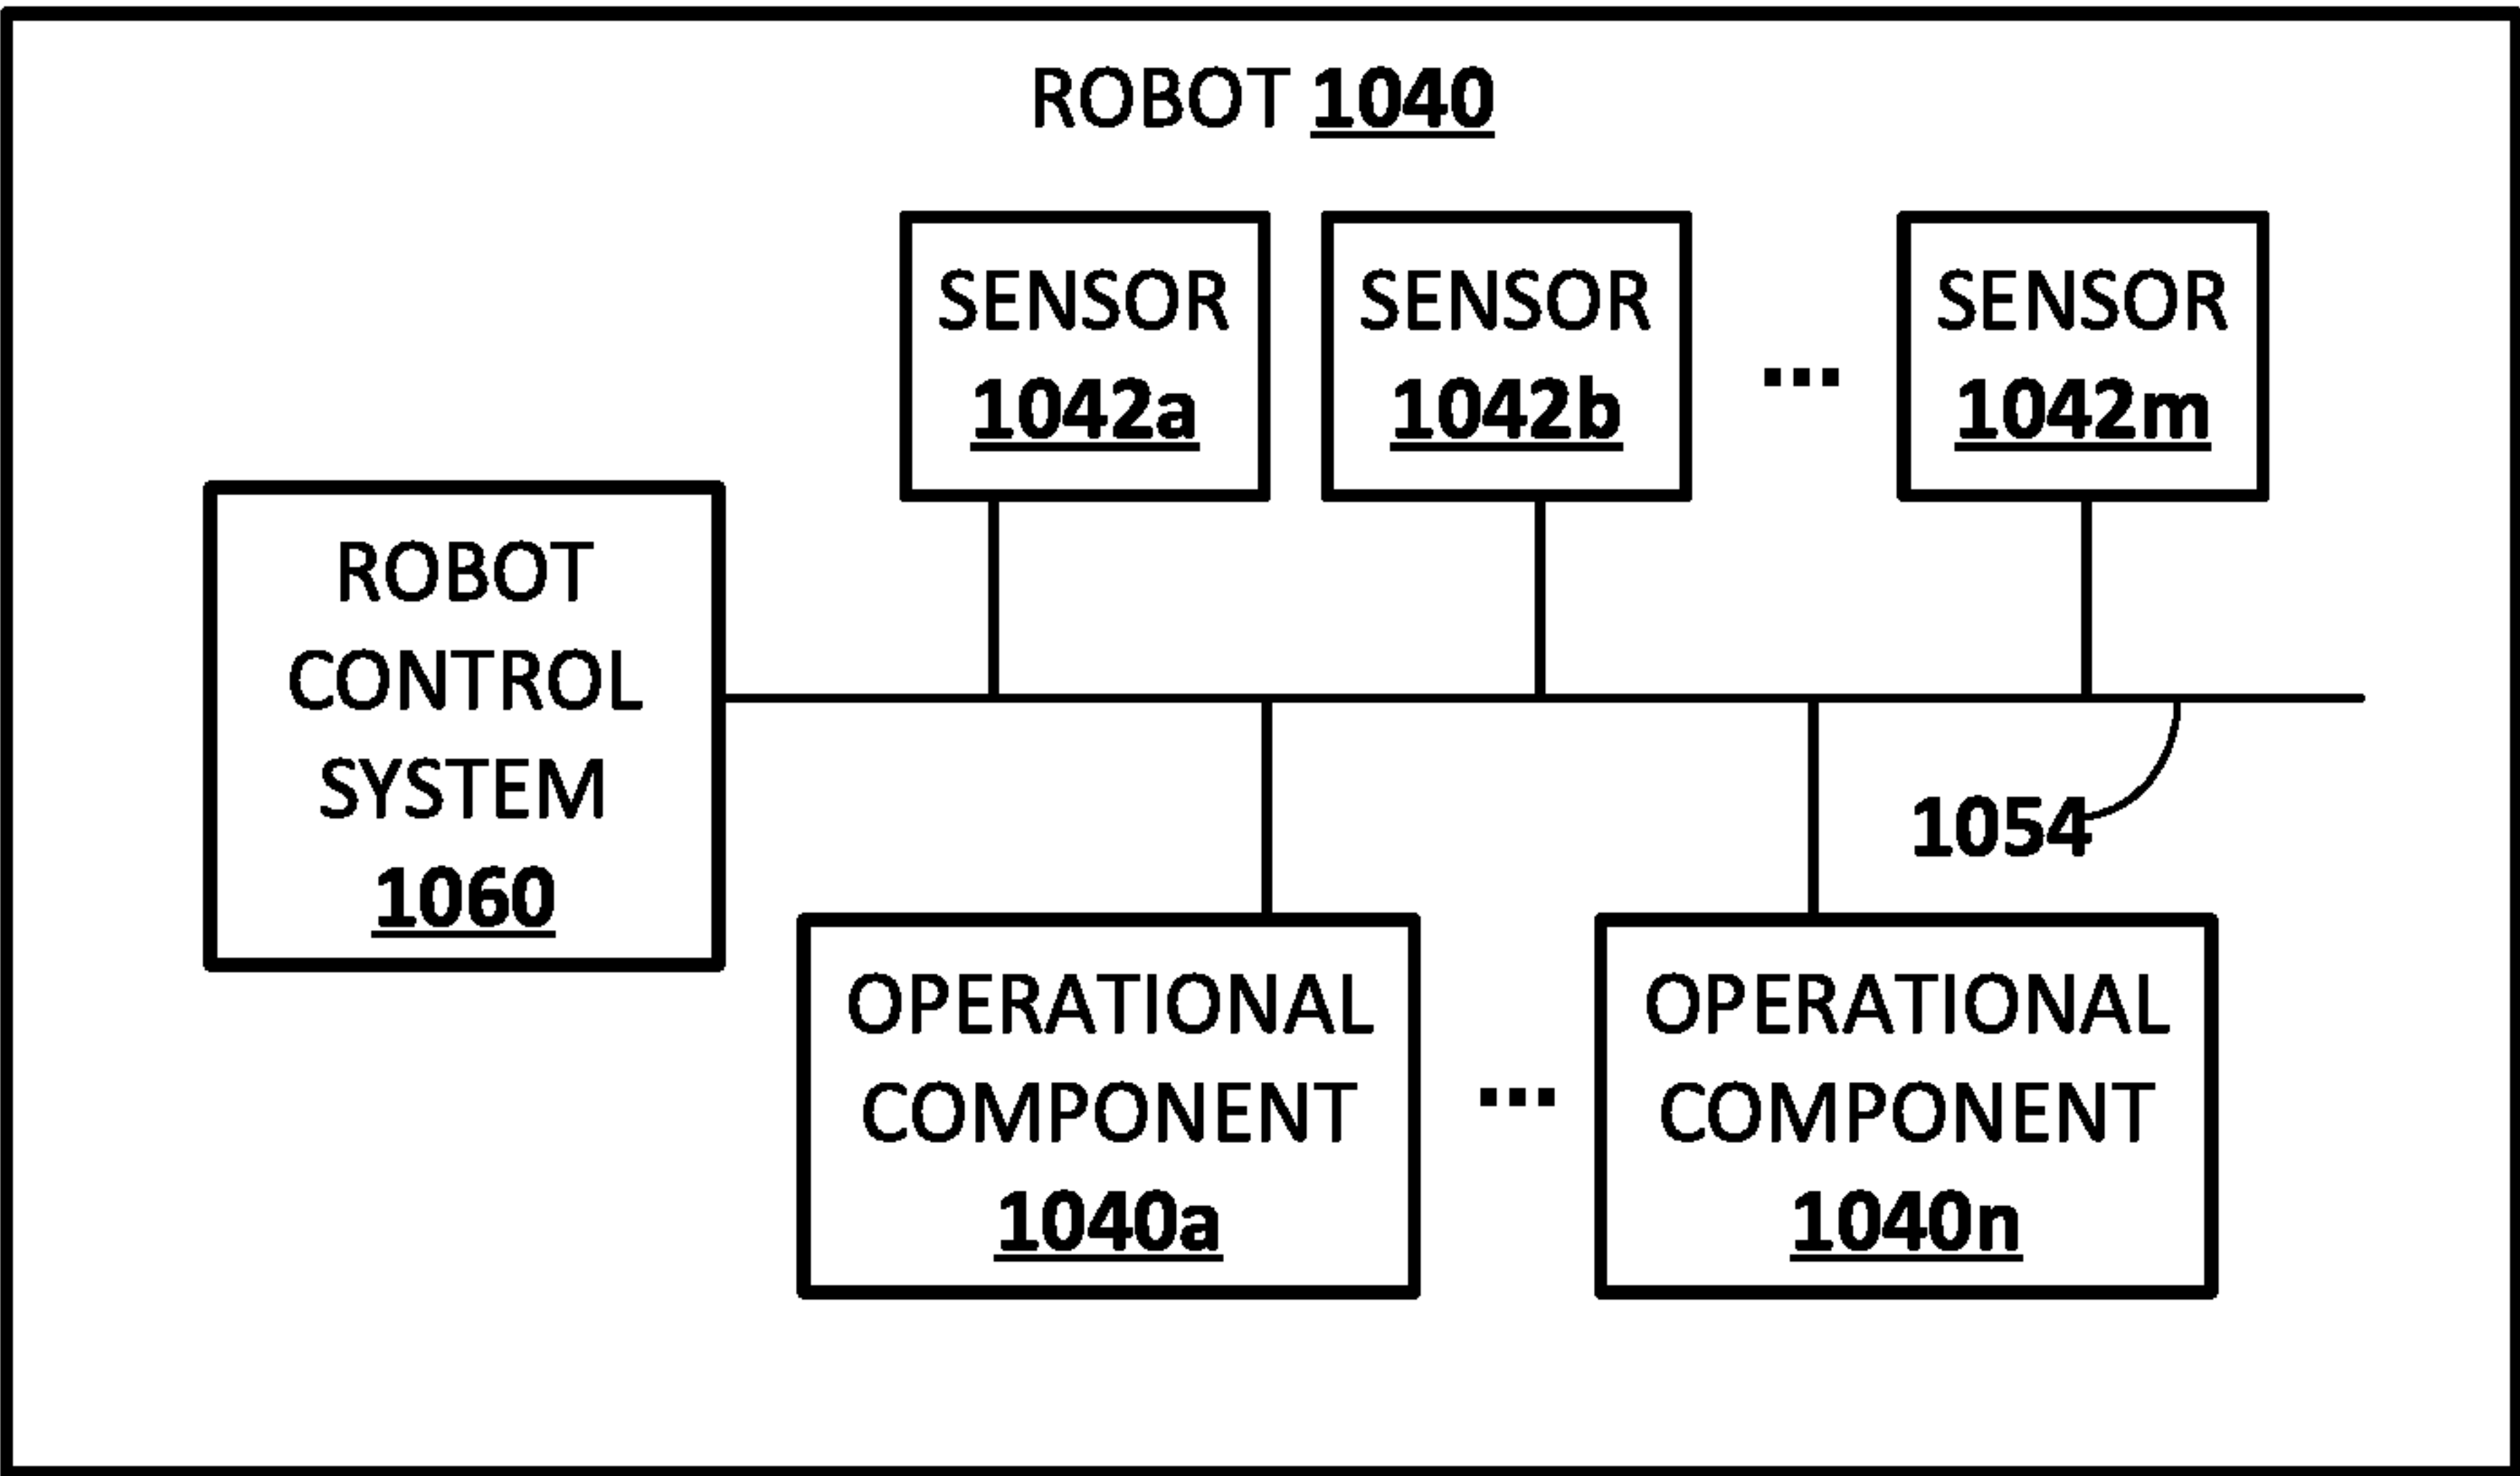 ROBOT 1040
SENSOR
1042a
SENSOR
1042b
...
SENSOR
1042m
ROBOT
CONTROL
SYSTEM
1060
1054
OPERATIONAL
COMPONENT
1040a
...
OPERATIONAL
COMPONENT
1040n